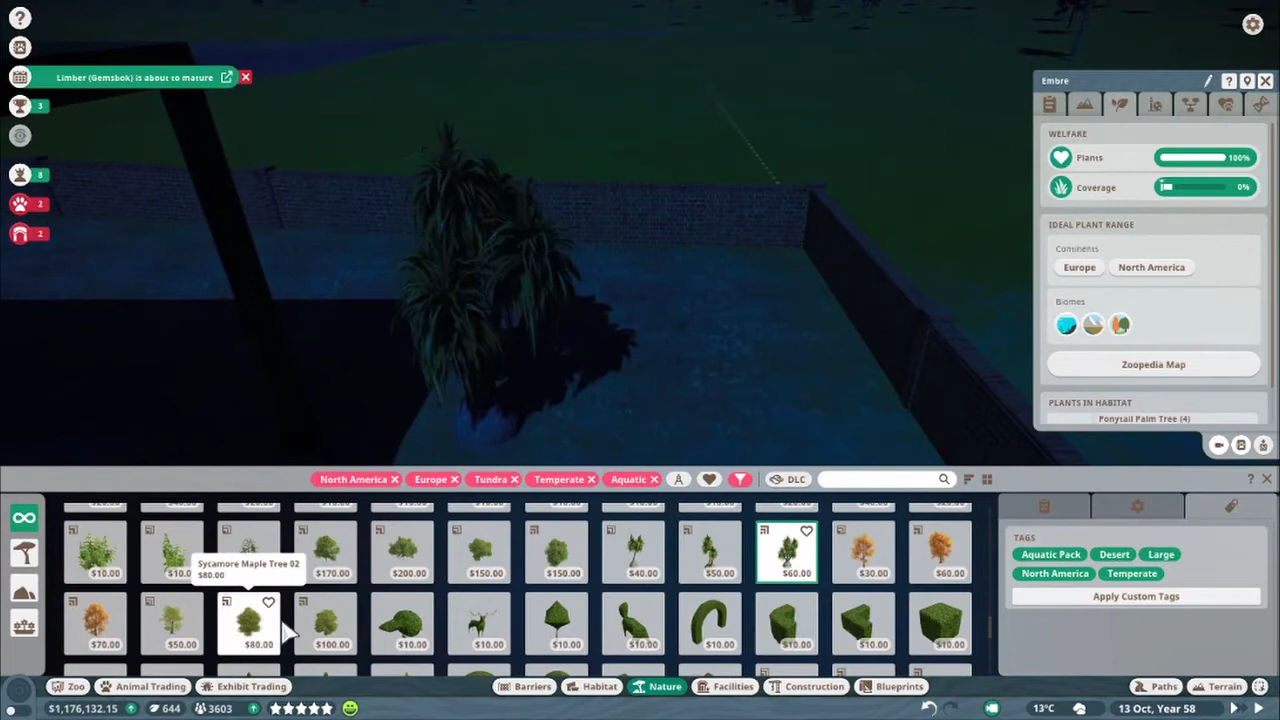 ?
Limber (Gemsbok) is about to mature
3
8
2
2
Embre
?
WELFARE
Plants 100%
Coverage 0%
IDEAL PLANT RANGE
Continents
Europe North America
Biomes
Zoopedia Map
PLANTS IN HABITAT
Ponytail Palm Tree (4)
North America Europe Tundra Temperate Aquatic DLC ?
$10.00 $10.0 $170.00 $200.00 $150.00 $150.00 $40.00 $50.00 $60.00 $30.00 $60.00
Sycamore Maple Tree 02
$80.00
$70.00 $50.00 $80.00 $100.00 $10.00 $10.00 $10.00 $10.00 $10.00 $10.00 $10.00 $10.00
TAGS
Aquatic Pack Desert Large
North America Temperate
Apply Custom Tags
Zoo Animal Trading Exhibit Trading Barriers Habitat Nature Facilities Construction Blueprints Paths Terrain
$1,176,132.15 644 3603 13°C 13 Oct, Year 58